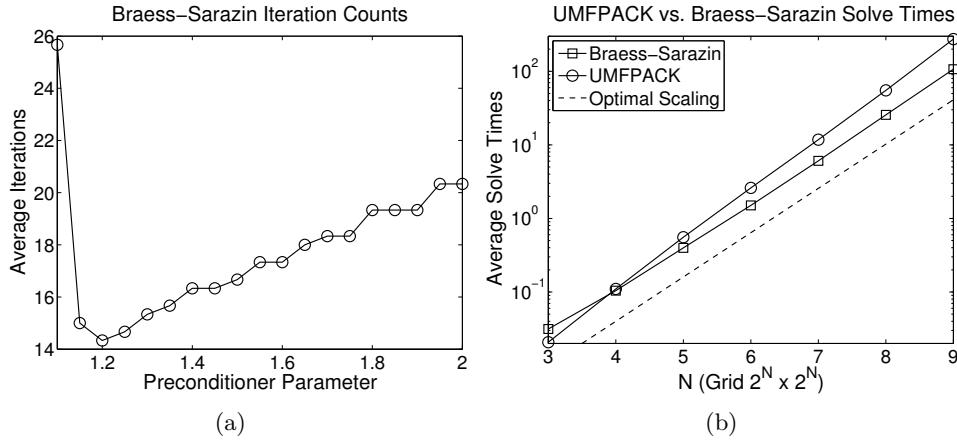 Braess-Sarazin Iteration Counts
26
24
22
20
18
16
14
Average Iterations
1.2
1.4
1.6
1.8
2
Preconditioner Parameter
(a)
UMFPACK vs. Braess-Sarazin Solve Times
Braess-Sarazin
UMFPACK
Optimal Scaling
10^2
10^1
10^0
10^-1
Average Solve Times
3
4
5
6
7
8
9
N (Grid 2^N x 2^N)
(b)